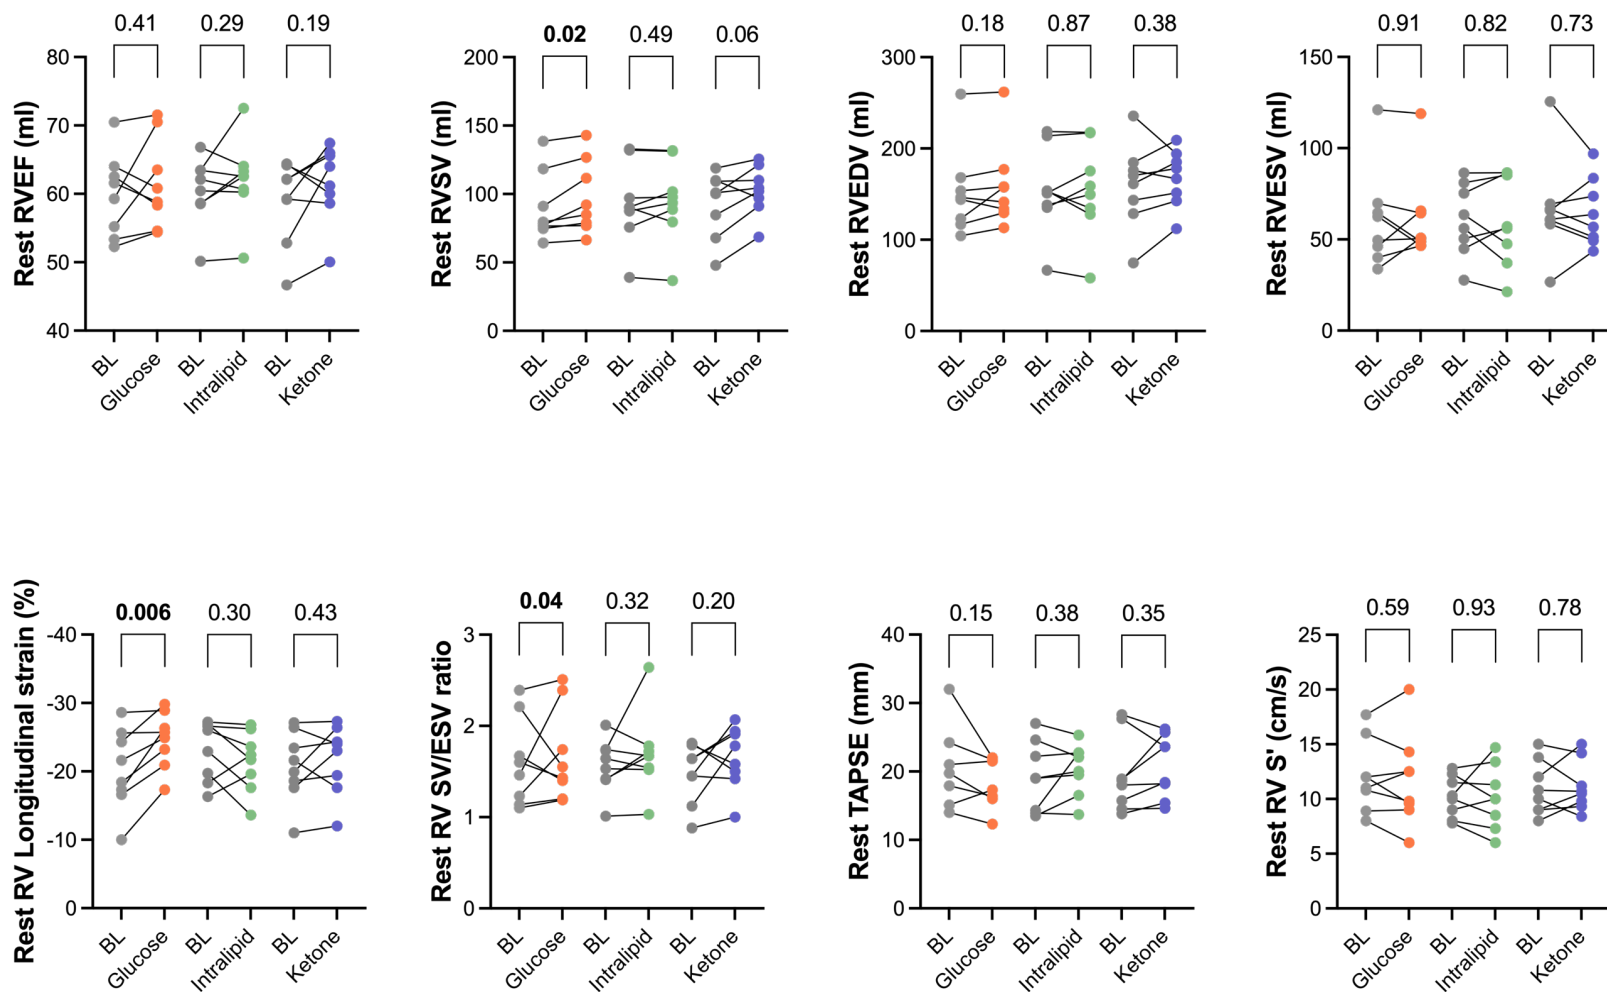 0.41 0.29 0.19
Rest RVEF (ml)
80
70
60
50
40
BL Glucose BL Intralipid BL Ketone
0.02 0.49 0.06
Rest RVSV (ml)
200
150
100
50
0
BL Glucose BL Intralipid BL Ketone
0.18 0.87 0.38
Rest RVEDV (ml)
300
200
100
0
BL Glucose BL Intralipid BL Ketone
0.91 0.82 0.73
Rest RVESV (ml)
150
100
50
0
BL Glucose BL Intralipid BL Ketone
0.006 0.30 0.43
Rest RV Longitudinal strain (%)
-40
-30
-20
-10
0
BL Glucose BL Intralipid BL Ketone
0.04 0.32 0.20
Rest RV SV/ESV ratio
3
2
1
0
BL Glucose BL Intralipid BL Ketone
0.15 0.38 0.35
Rest TAPSE (mm)
40
30
20
10
0
BL Glucose BL Intralipid BL Ketone
0.59 0.93 0.78
Rest RV S' (cm/s)
25
20
15
10
5
0
BL Glucose BL Intralipid BL Ketone